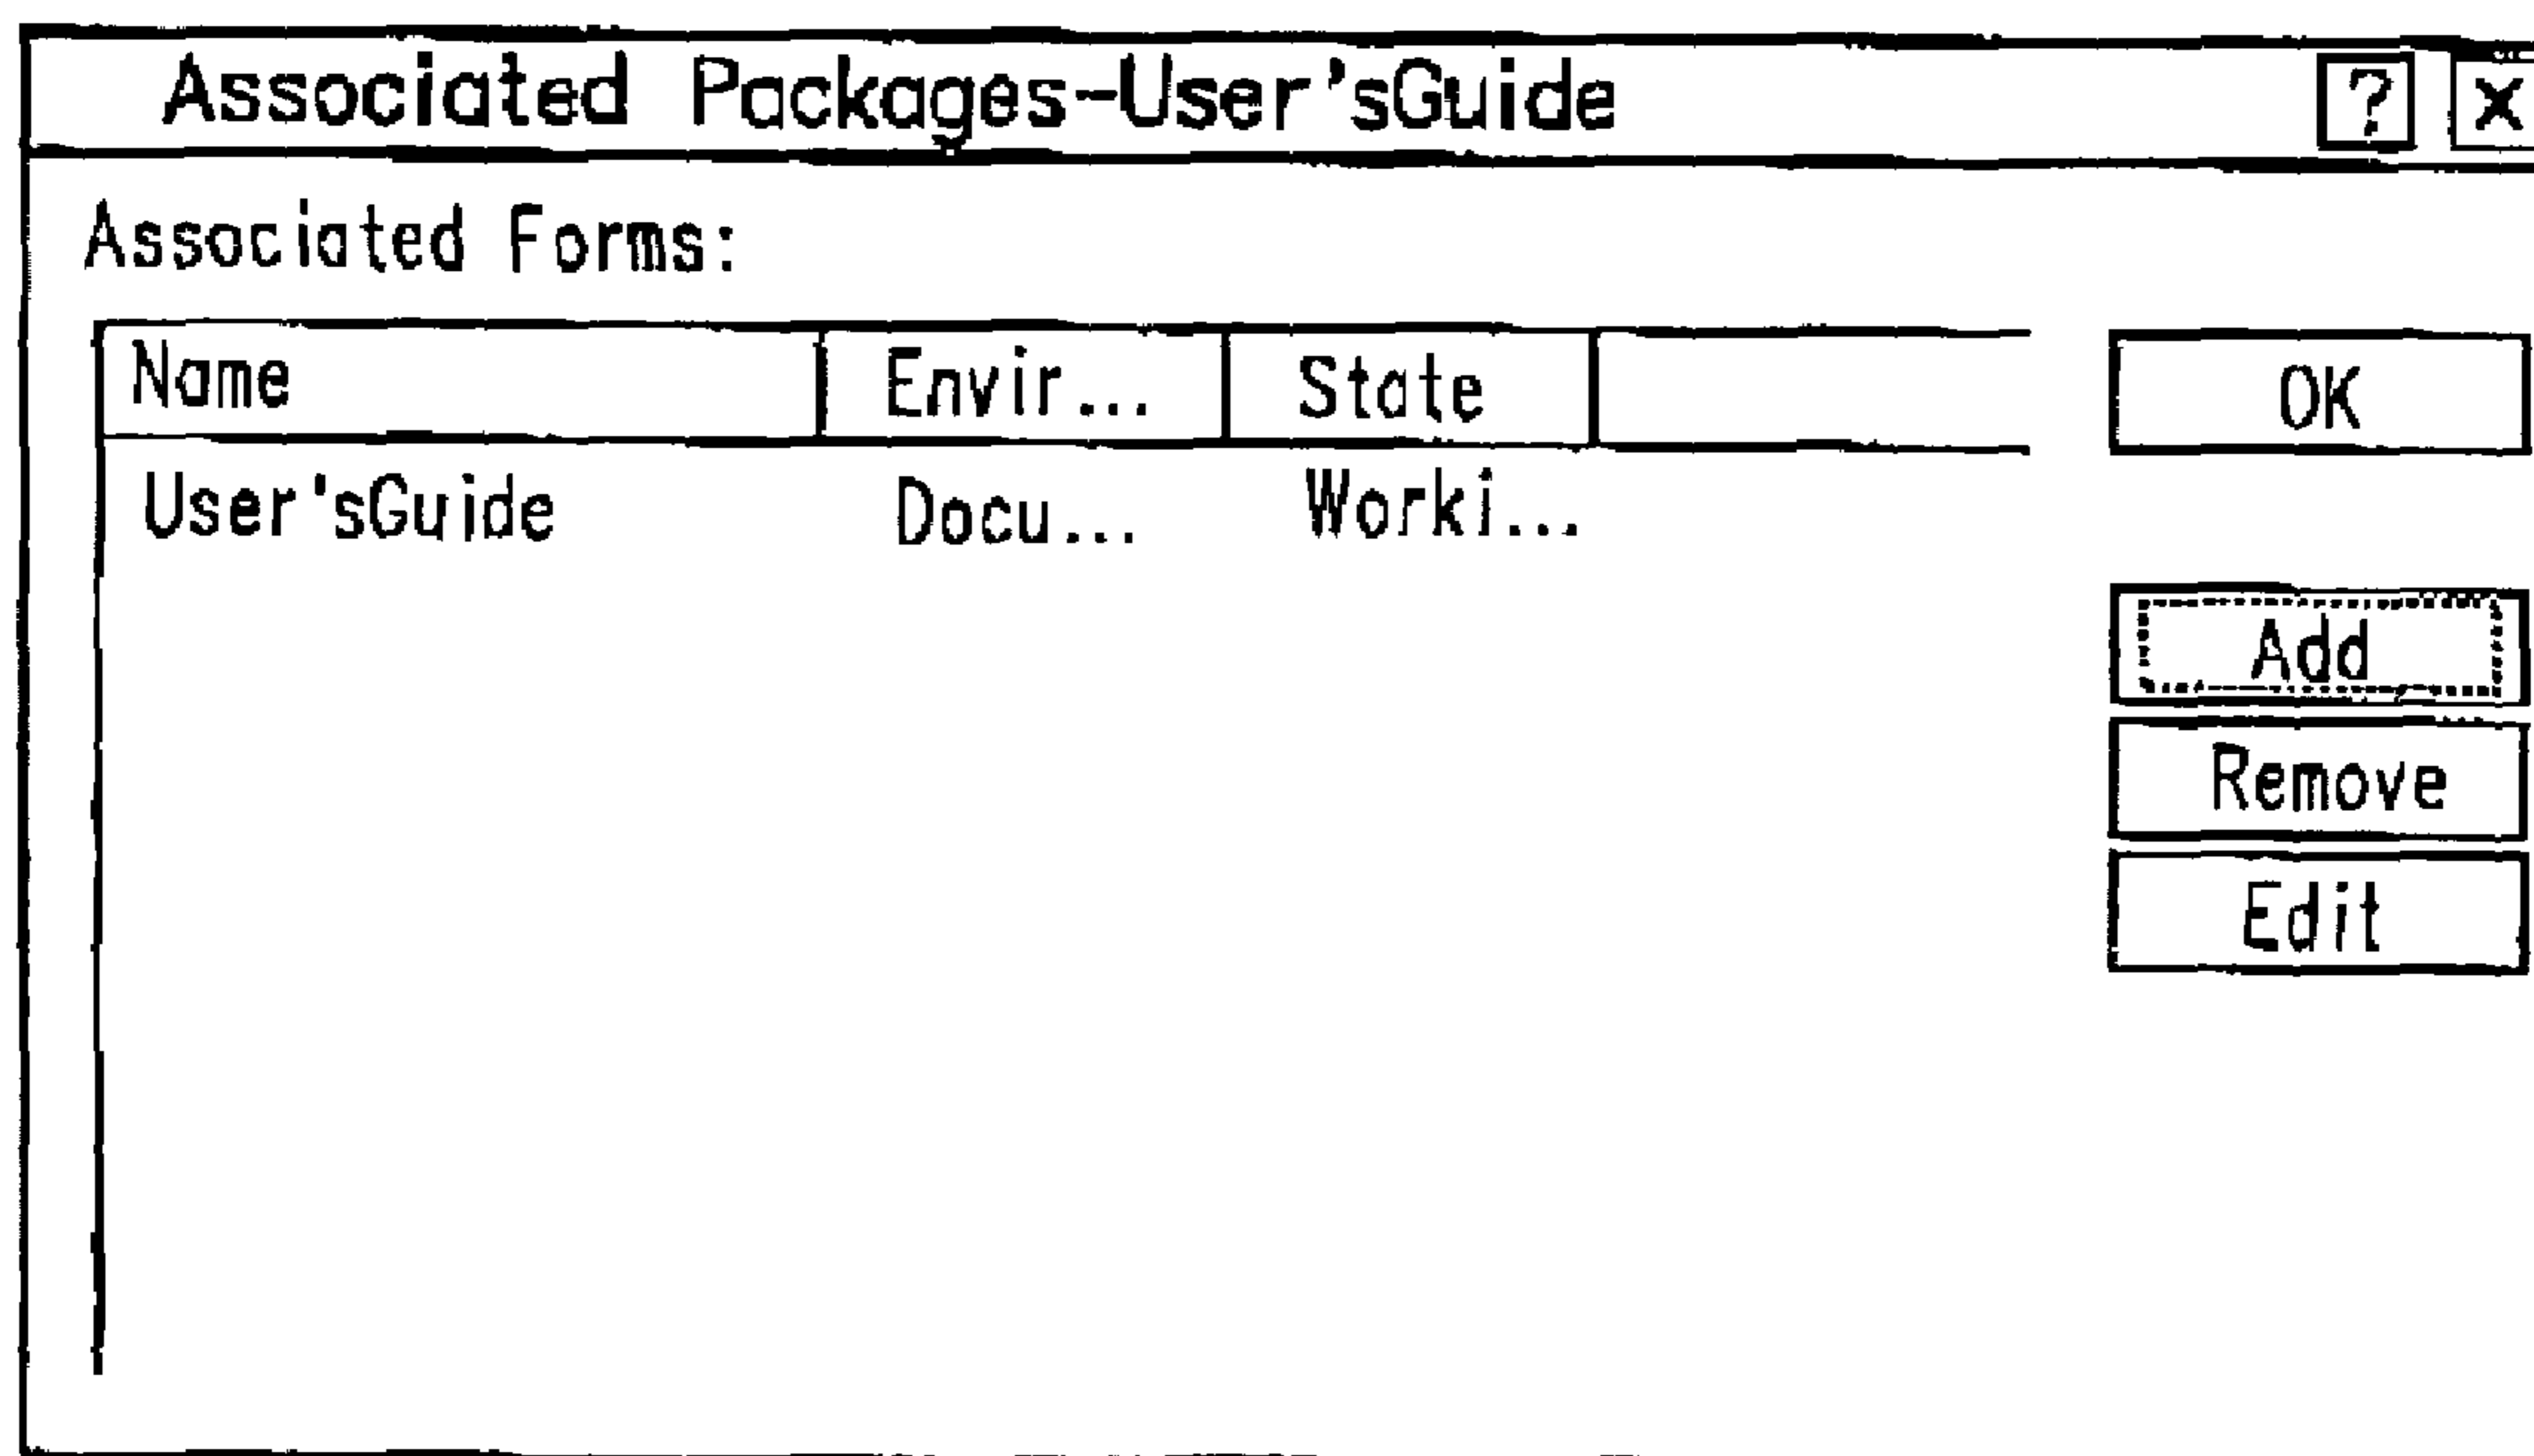 Associated Packages-User'sGuide ? X
Associated Forms:
Name Envir... State
OK
User'sGuide Docu... Worki...
Add
Remove
Edit